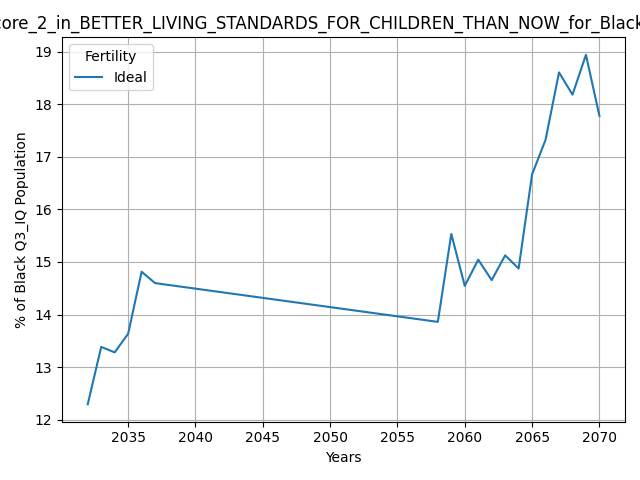 core_2_in_BETTER_LIVING_STANDARDS_FOR_CHILDREN_THAN_NOW_for_Black
Fertility
Ideal
% of Black Q3_IQ Population
19
18
17
16
15
14
13
12
2035 2040 2045 2050 2055 2060 2065 2070
Years